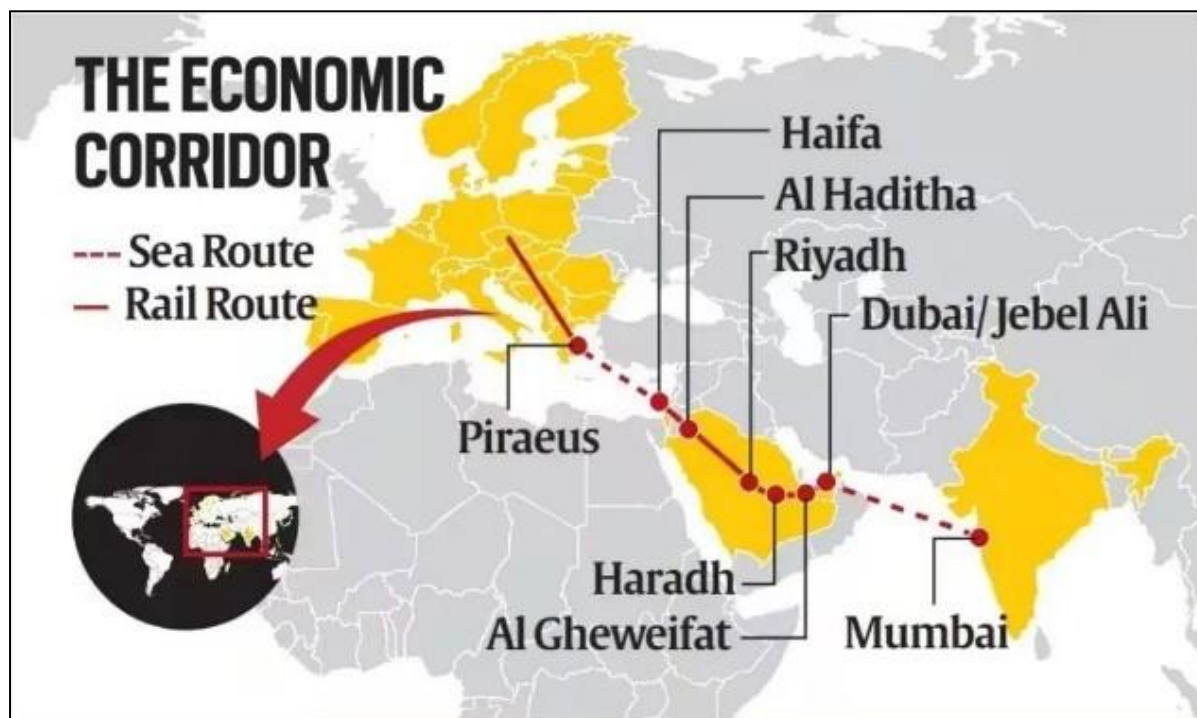 THE ECONOMIC
CORRIDOR
Sea Route
Rail Route
Haifa
Al Haditha
Riyadh
Dubai/Jebel Ali
Piraeus
Haradh
Al Gheweifat
Mumbai